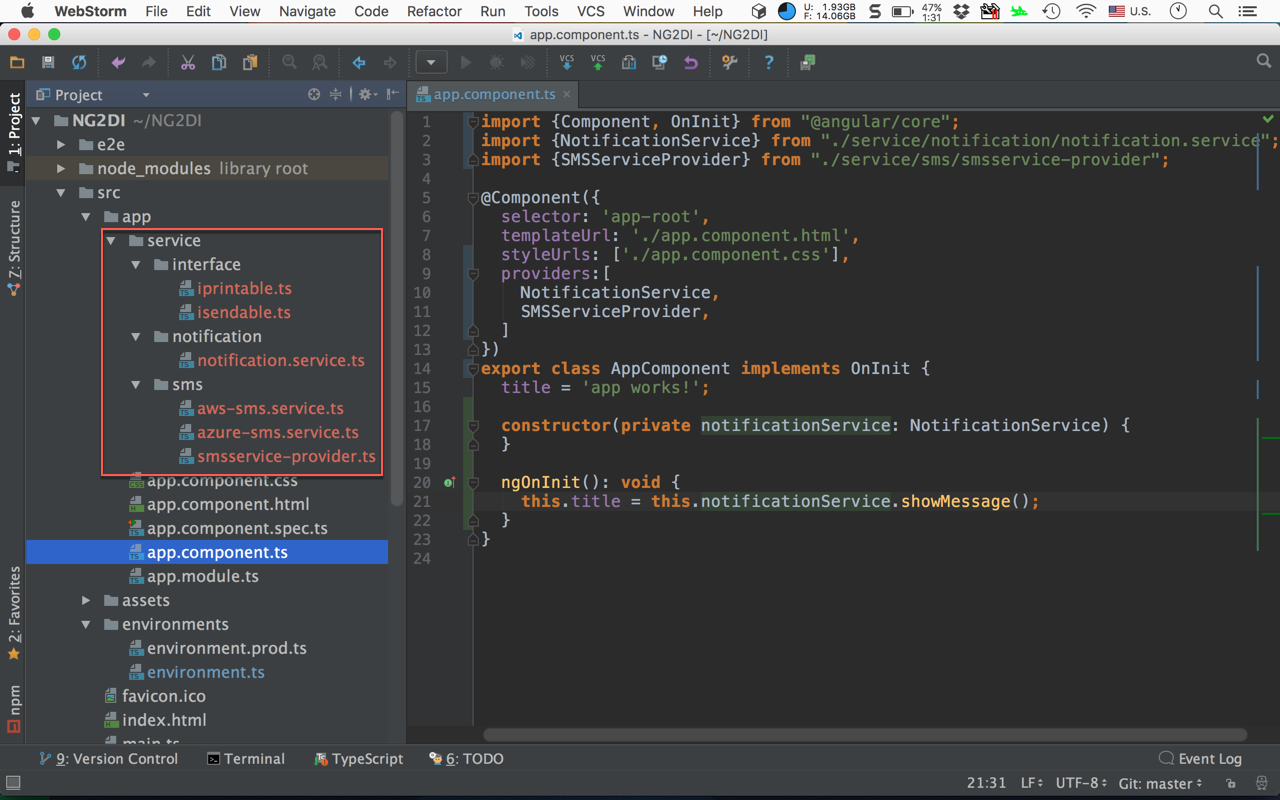 WebStorm File Edit View Navigate Code Refactor Run Tools VCS Window Help U: 1.93GB F: 14.06GB 47% 1:31 U.S.
app.component.ts - NG2DI - [~/NG2DI]
VCS VCS
Project
app.component.ts
1: Project
7: Structure
2: Favorites
npm
NG2DI ~/NG2DI
e2e
node_modules library root
src
app
service
interface
iprintable.ts
isendable.ts
notification
notification.service.ts
sms
aws-sms.service.ts
azure-sms.service.ts
smsservice-provider.ts
app.component.css
app.component.html
app.component.spec.ts
app.component.ts
app.module.ts
assets
environments
environment.prod.ts
environment.ts
favicon.ico
index.html
main.ts
1 import {Component, OnInit} from "@angular/core";
2 import {NotificationService} from "./service/notification/notification.service";
3 import {SMSServiceProvider} from "./service/sms/smsservice-provider";
4
5 @Component({
6 selector: 'app-root',
7 templateUrl: './app.component.html',
8 styleUrls: ['./app.component.css'],
9 providers:[
10 NotificationService,
11 SMSServiceProvider,
12 ]
13 })
14 export class AppComponent implements OnInit {
15 title = 'app works!';
16
17 constructor(private notificationService: NotificationService) {
18 }
19
20 ngOnInit(): void {
21 this.title = this.notificationService.showMessage();
22 }
23 }
24
9: Version Control Terminal TypeScript 6: TODO Event Log
21:31 LF UTF-8 Git: master